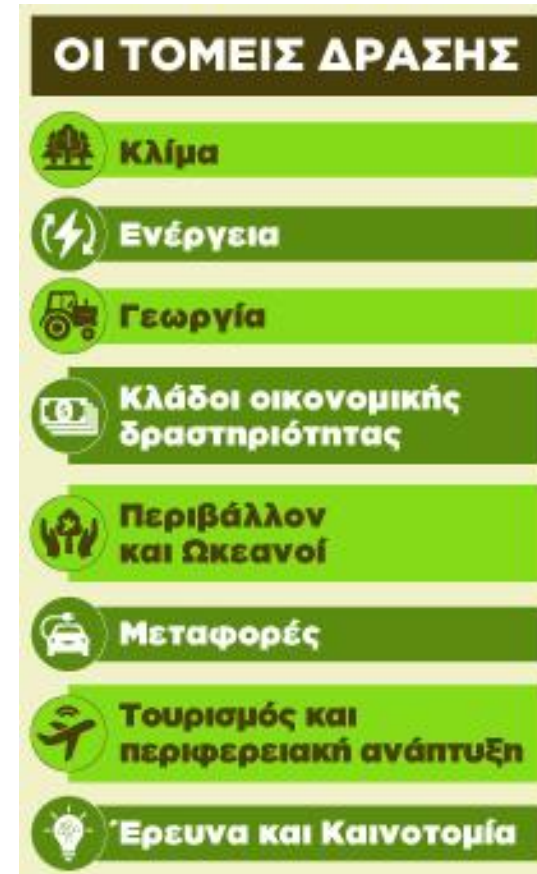 ΟΙ ΤΟΜΕΙΣ ΔΡΑΣΗΣ
Κλίμα
Ενέργεια
Γεωργία
Κλάδοι οικονομικής
δραστηριότητας
Περιβάλλον
και Ωκεανοί
Μεταφορές
Τουρισμός και
περιφερειακή ανάπτυξη
Έρευνα και Καινοτομία